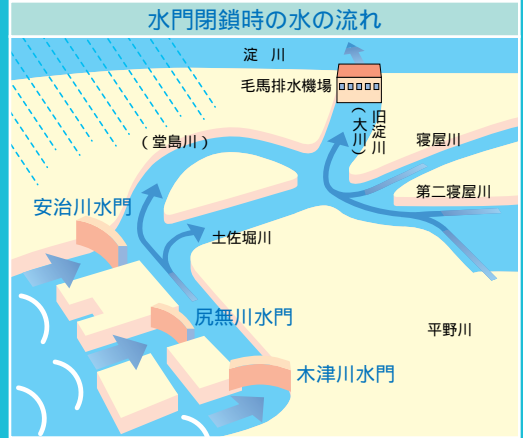 水門閉鎖時の水の流れ
淀 川
毛馬排水機場
旧淀川
(大川)
(堂島川)
寝屋川
第二寝屋川
安治川水門
土佐堀川
尻無川水門
平野川
木津川水門